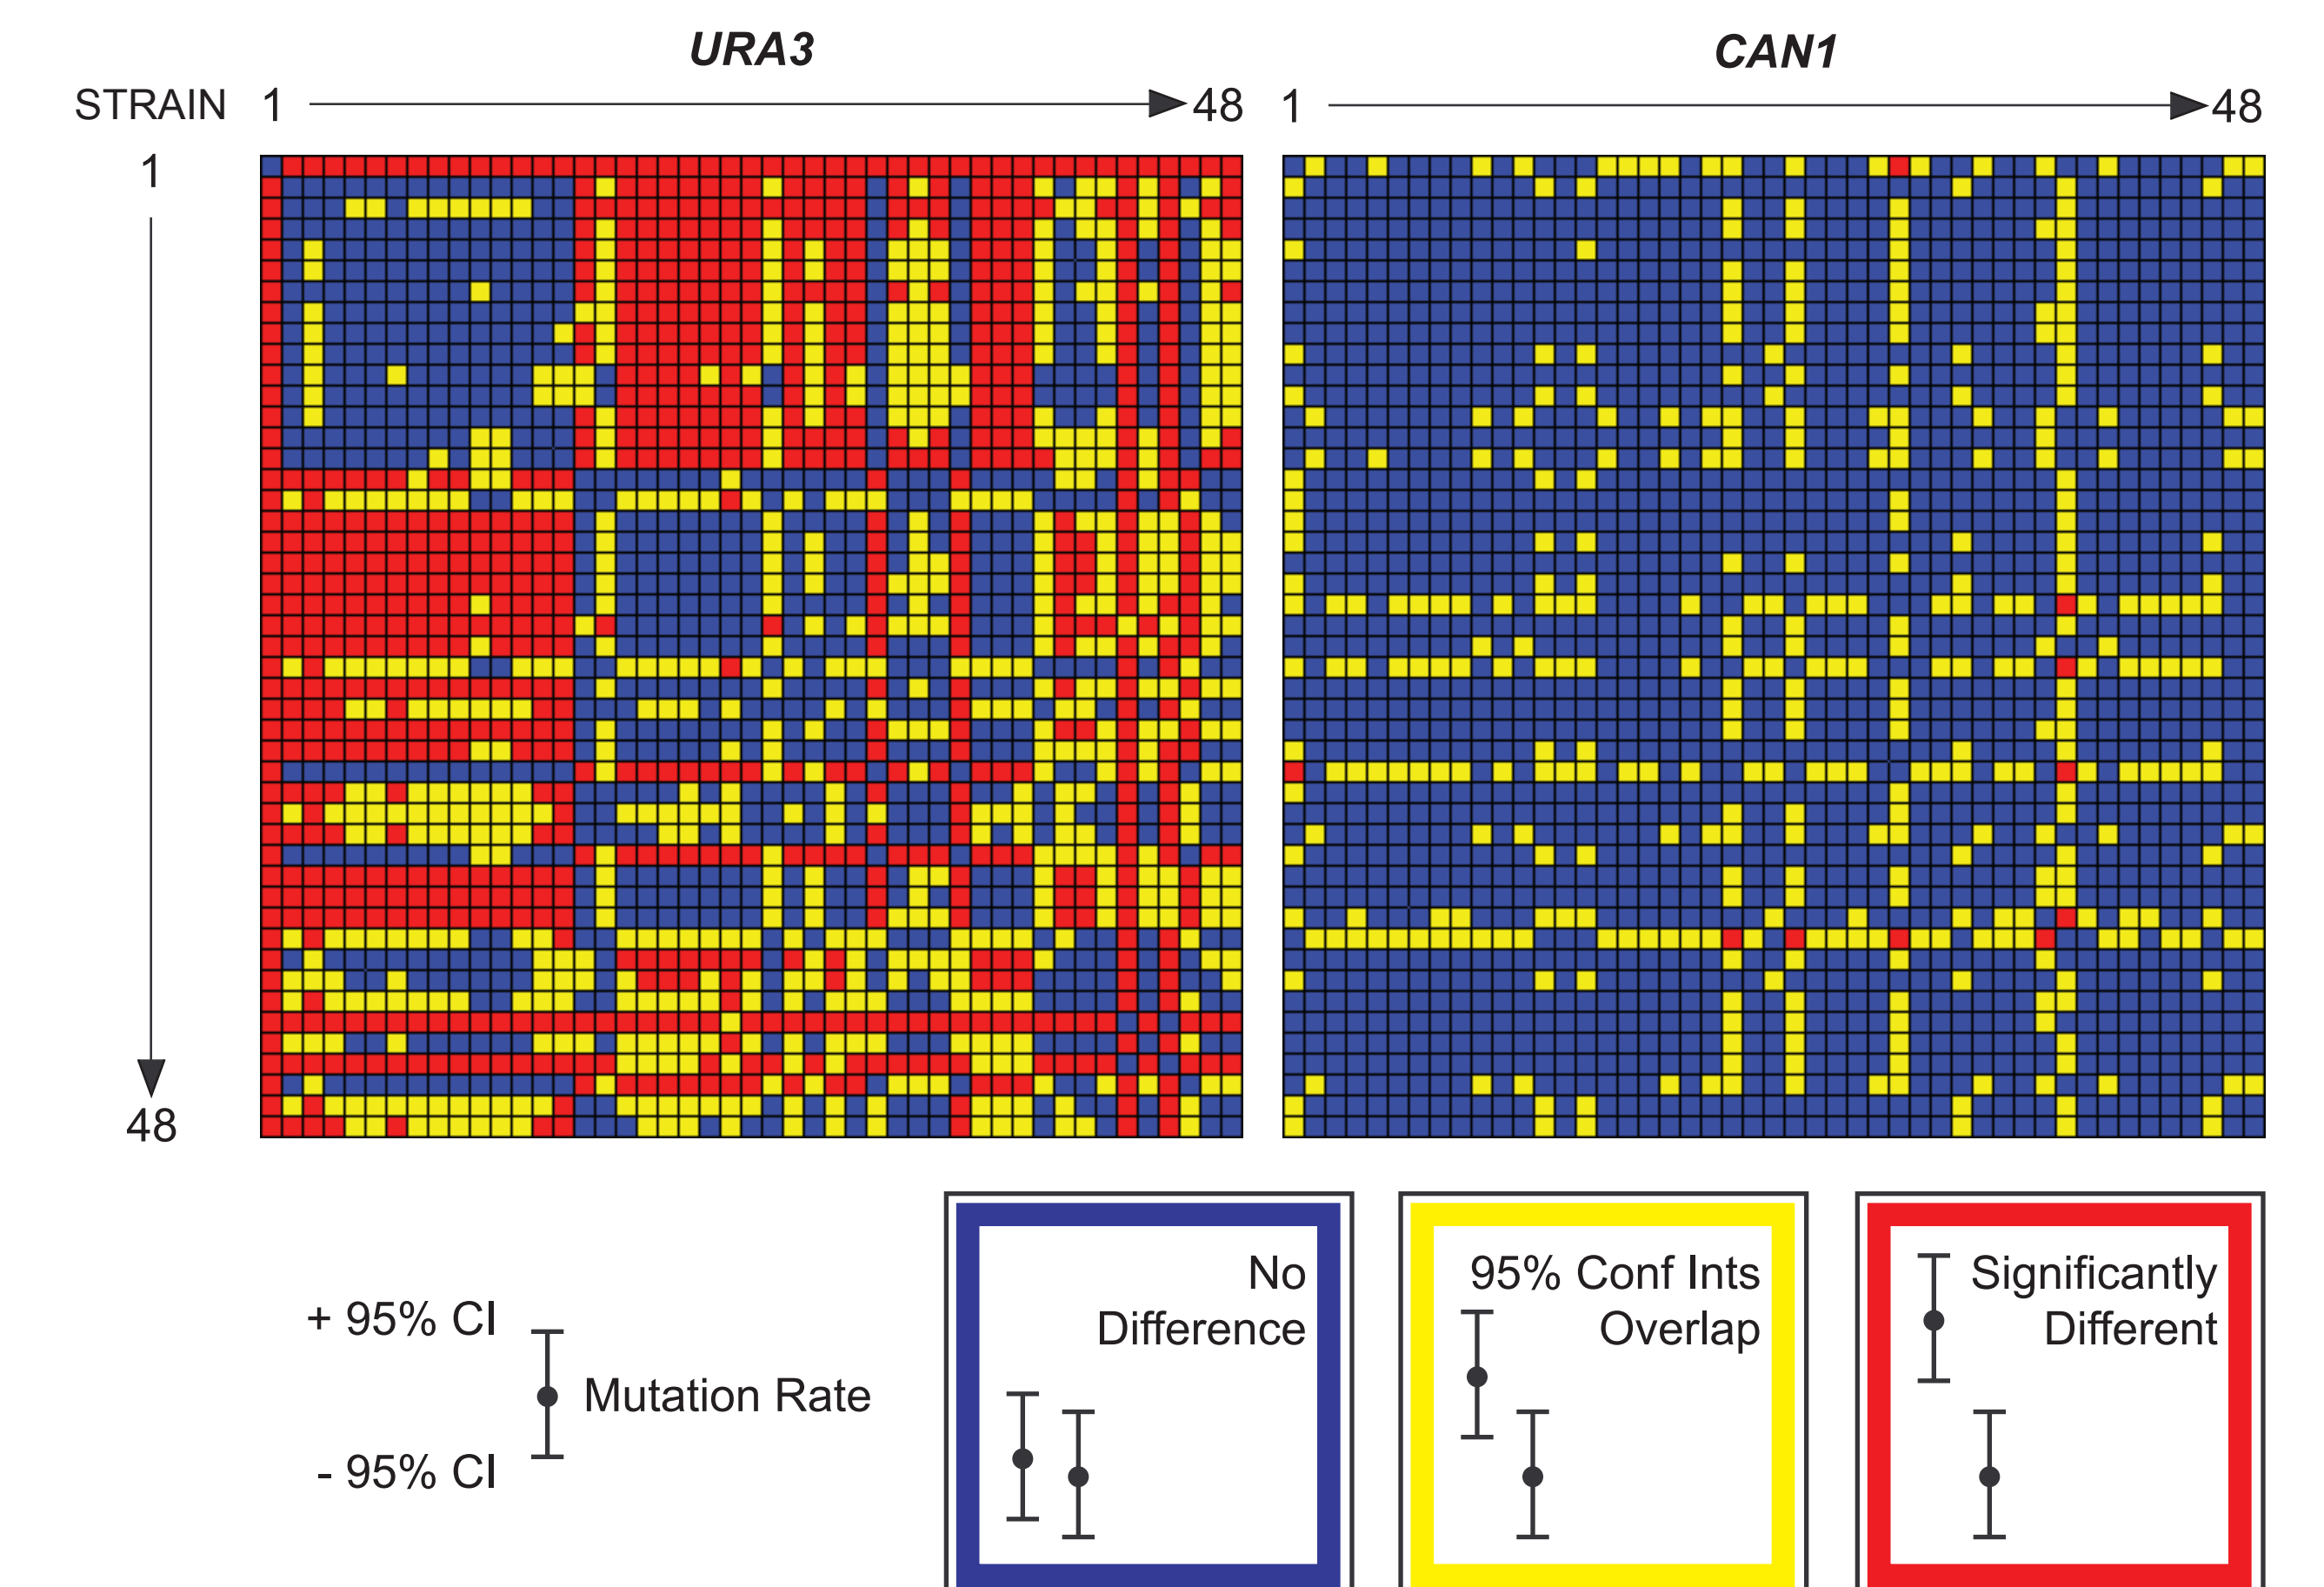 URA3
CAN1
STRAIN 1 48 1 48
1
48
No
Difference
95% Conf Ints
Overlap
Significantly
Different
+ 95% CI
Mutation Rate
- 95% CI